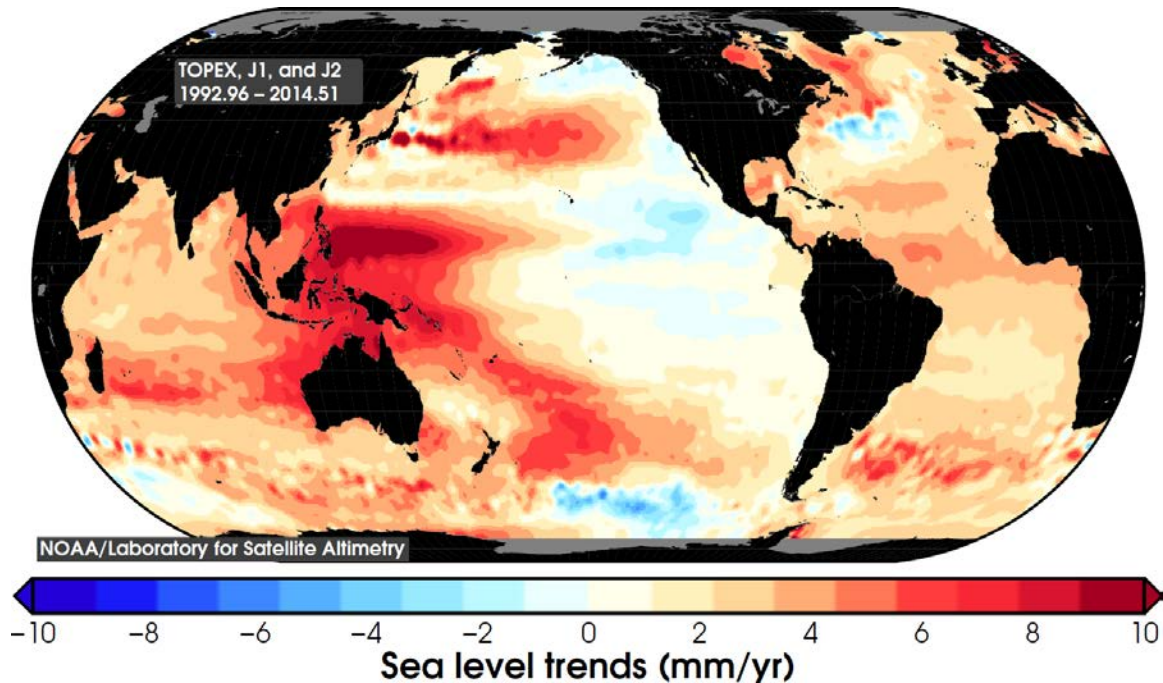 TOPEX, J1, and J2
1992.96 – 2014.51
NOAA/Laboratory for Satellite Altimetry
−10 −8 −6 −4 −2 0 2 4 6 8 10
Sea level trends (mm/yr)